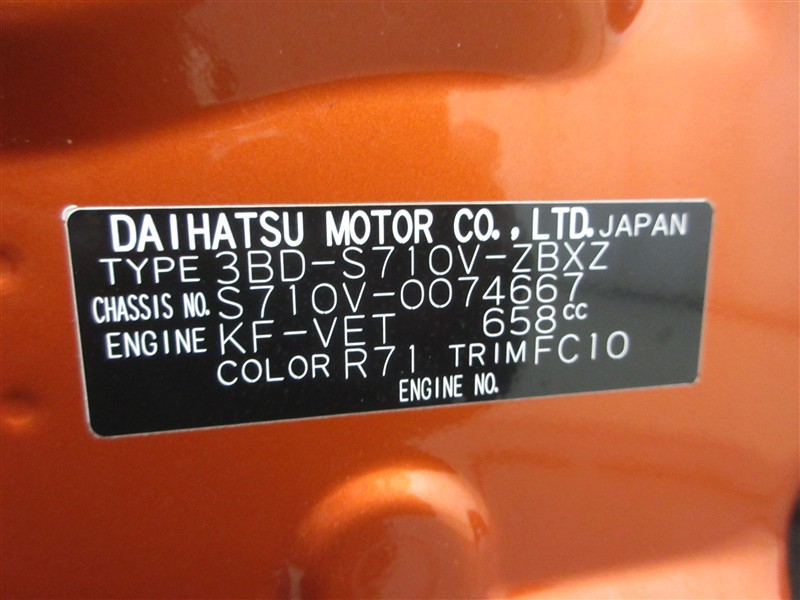 DAIHATSU MOTOR CO., LTD. JAPAN
TYPE 3BD-S710V-ZBXZ
CHASSIS NO. S710V-0074667
ENGINE KF-VET 658cc
COLOR R71 TRIM FC10
ENGINE NO.